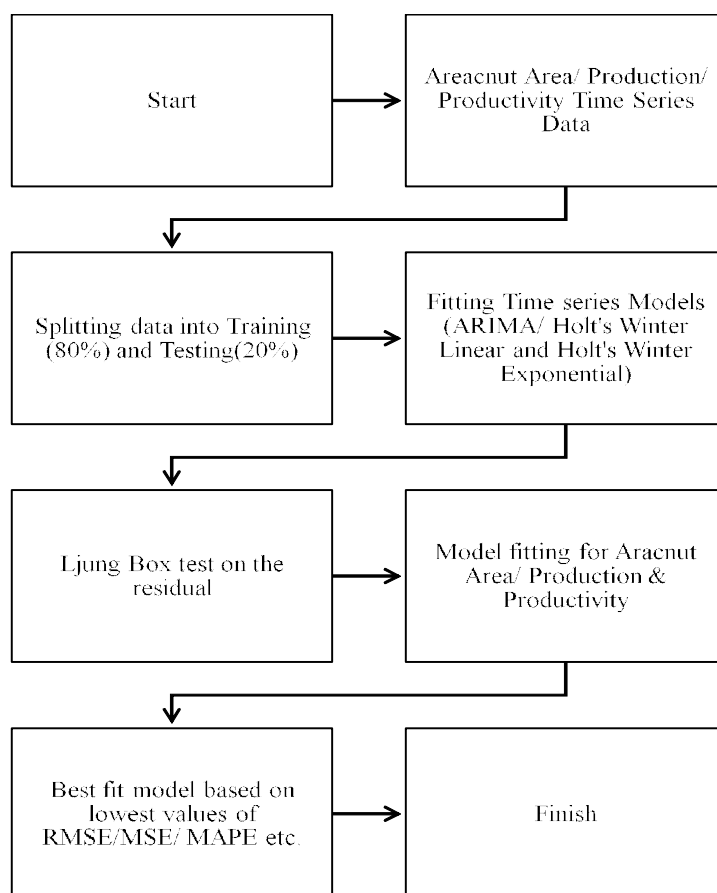 Start
Areacnut Area/ Production/
Productivity Time Series
Data
Splitting data into Training
(80%) and Testing(20%)
Fitting Time series Models
(ARIMA/ Holt's Winter
Linear and Holt's Winter
Exponential)
Ljung Box test on the
residual
Model fitting for Aracnut
Area/ Production &
Productivity
Best fit model based on
lowest values of
RMSE/MSE/ MAPE etc.
Finish